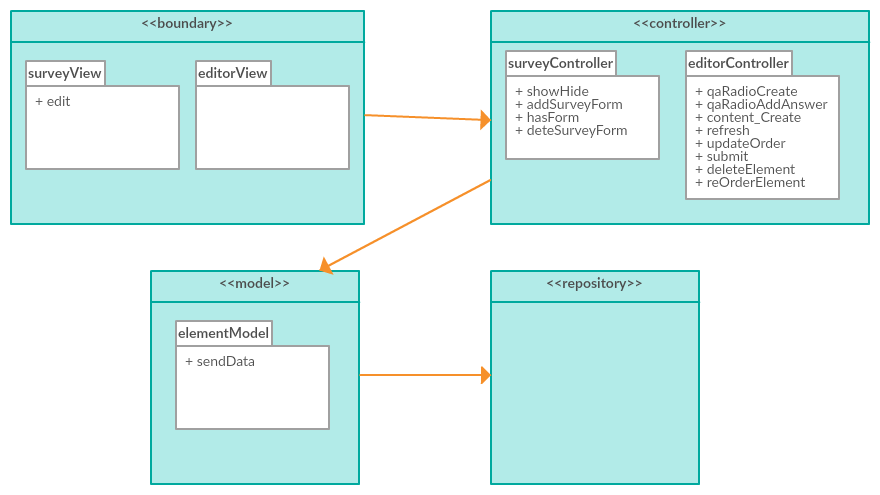 <<boundary>>
surveyView
+ edit
editorView
<<controller>>
surveyController
+ showHide
+ addSurveyForm
+ hasForm
+ deteSurveyForm
editorController
+ qaRadioCreate
+ qaRadioAddAnswer
+ content_Create
+ refresh
+ updateOrder
+ submit
+ deleteElement
+ reOrderElement
<<model>>
elementModel
+ sendData
<<repository>>